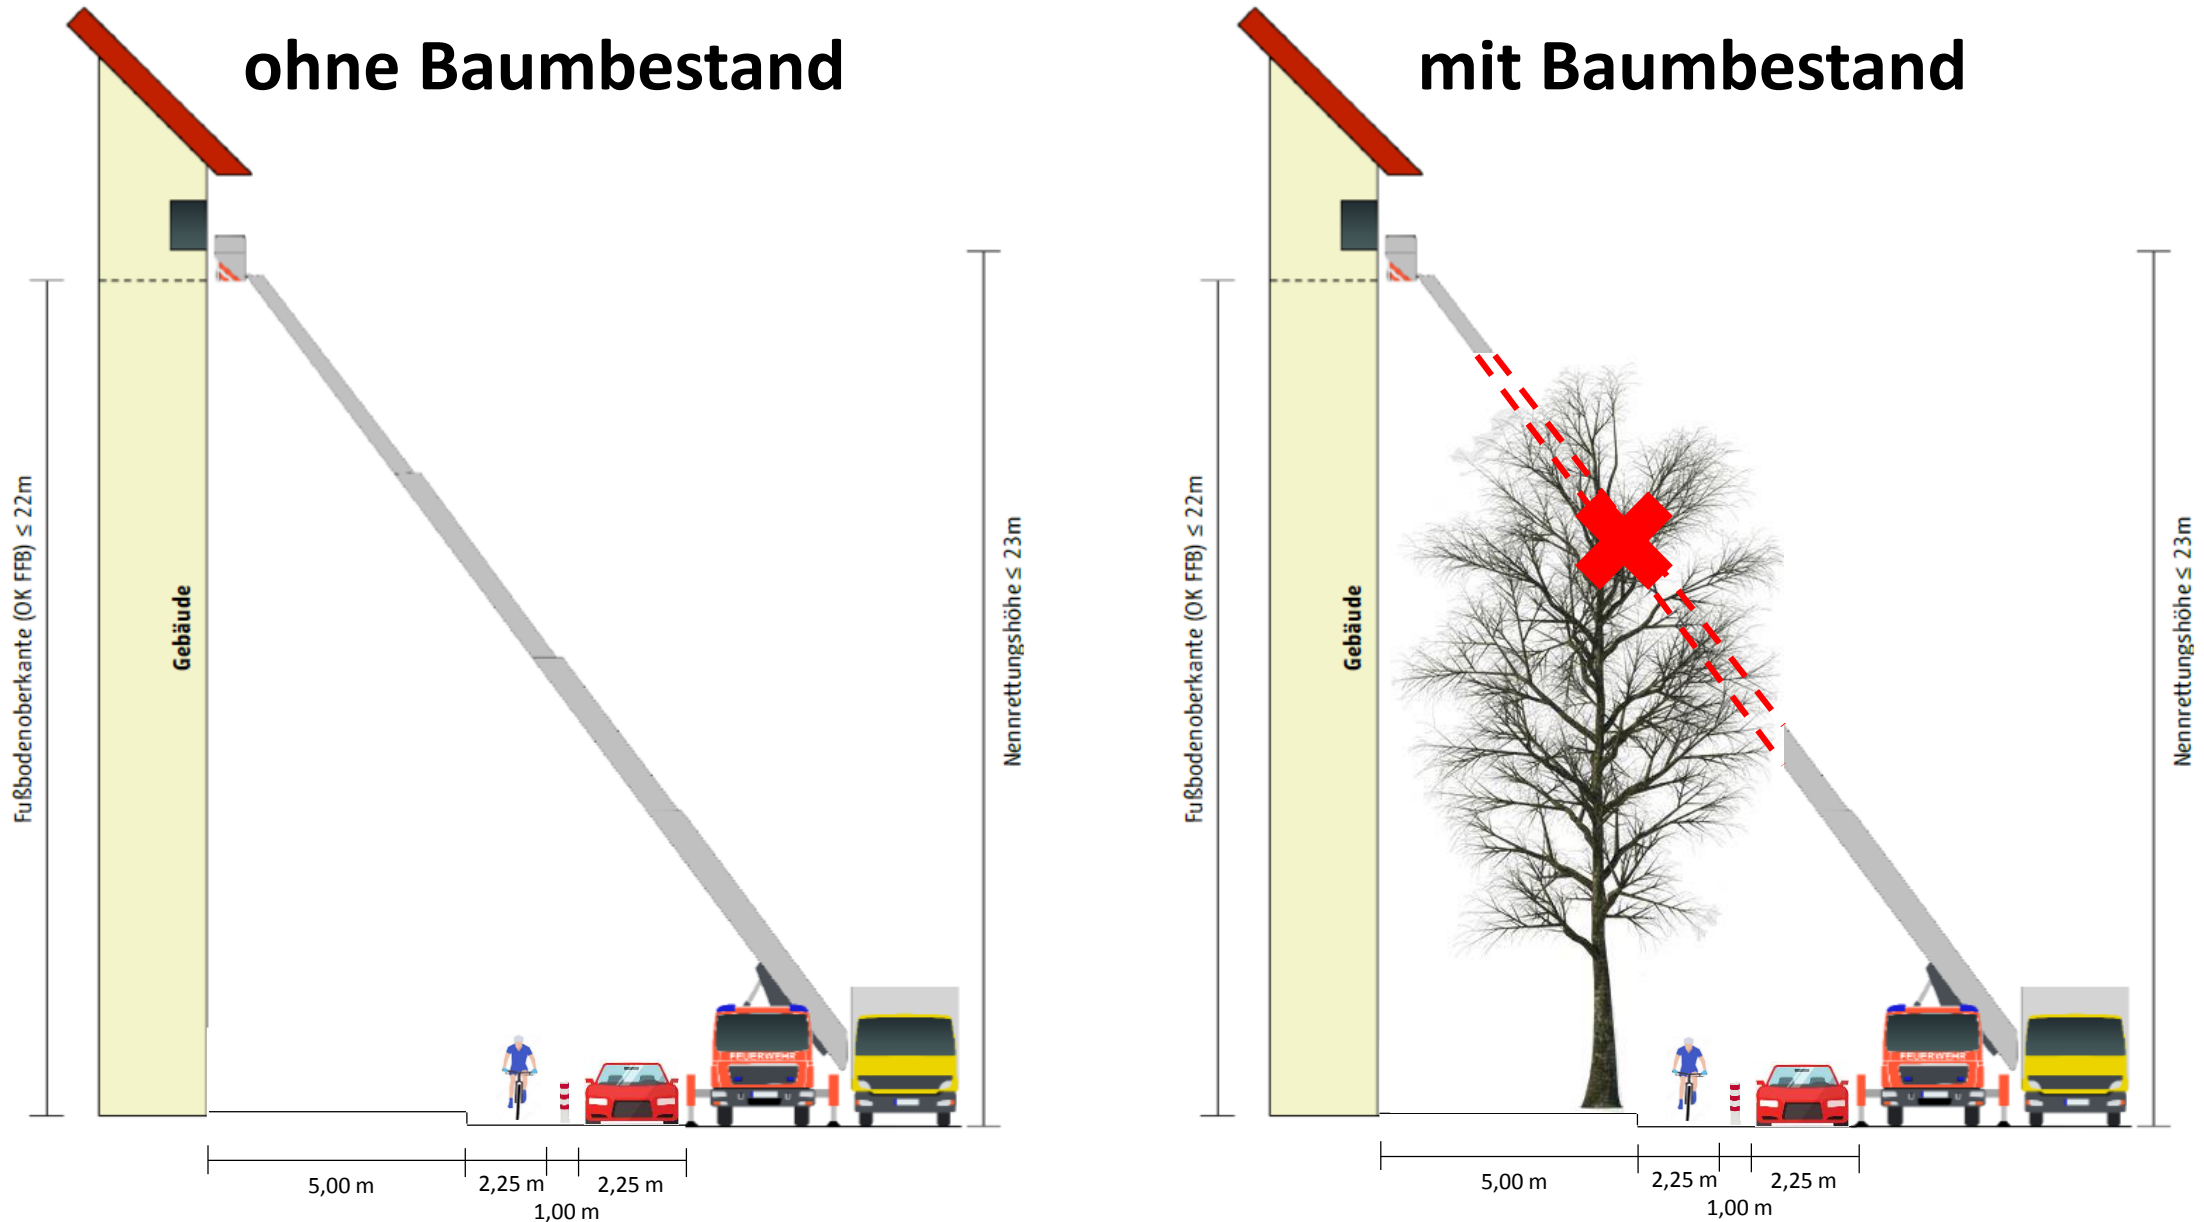 ohne Baumbestand
Fußbodenoberkante (OK FFB) ≤ 22m
Gebäude
Nennrettungshöhe ≤ 23m
FEUERWEHR
5,00 m
2,25 m
1,00 m
2,25 m
mit Baumbestand
Fußbodenoberkante (OK FFB) ≤ 22m
Gebäude
Nennrettungshöhe ≤ 23m
FEUERWEHR
5,00 m
2,25 m
1,00 m
2,25 m